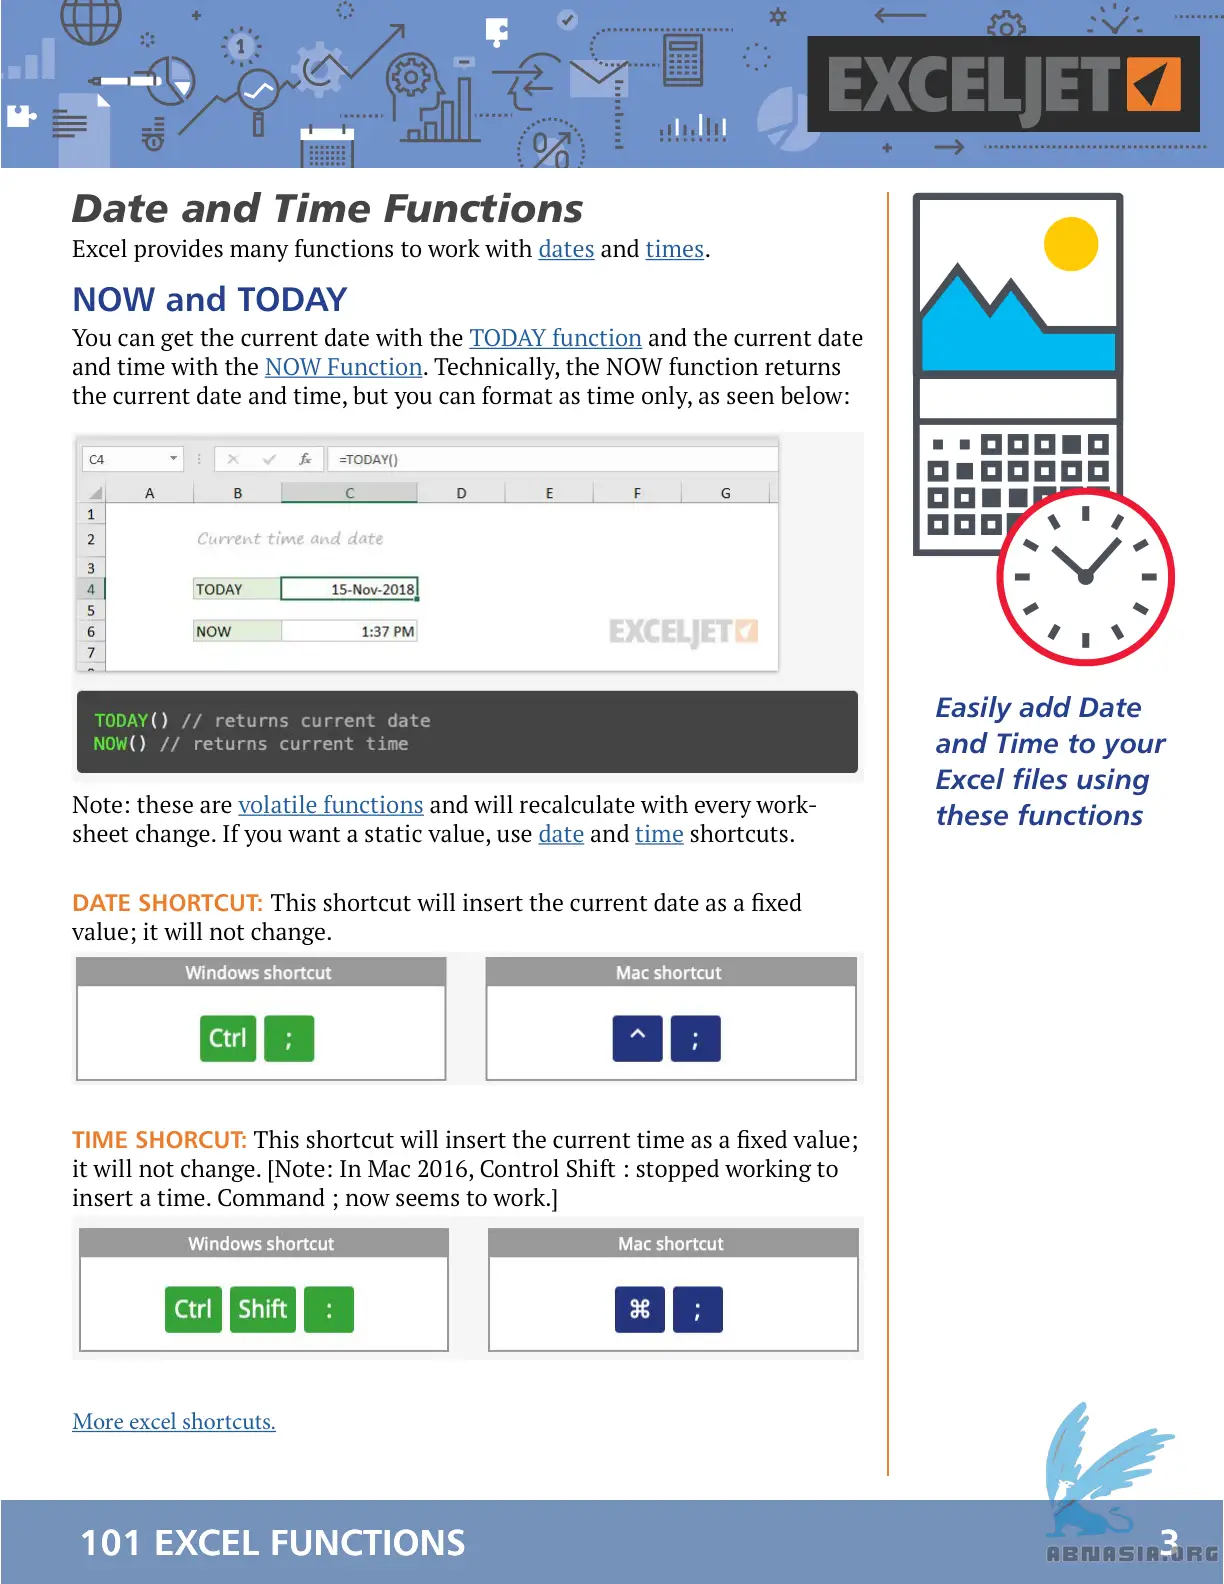 EXCELJET
Date and Time Functions
Excel provides many functions to work with dates and times.
NOW and TODAY
You can get the current date with the TODAY function and the current date
and time with the NOW Function. Technically, the NOW function returns
the current date and time, but you can format as time only, as seen below:
C4 fx =TODAY()
A B C D E F G
1
2 Current time and date
3
4 TODAY 15-Nov-2018
5
6 NOW 1:37 PM
EXCELJET
7
TODAY() // returns current date
NOW() // returns current time
Note: these are volatile functions and will recalculate with every work-
sheet change. If you want a static value, use date and time shortcuts.
DATE SHORTCUT: This shortcut will insert the current date as a fixed
value; it will not change.
Windows shortcut Mac shortcut
Ctrl ; ^ ;
TIME SHORCUT: This shortcut will insert the current time as a fixed value;
it will not change. [Note: In Mac 2016, Control Shift : stopped working to
insert a time. Command ; now seems to work.]
Windows shortcut Mac shortcut
Ctrl Shift : ⌘ ;
More excel shortcuts.
Easily add Date
and Time to your
Excel files using
these functions
101 EXCEL FUNCTIONS 3
ABNASIA.ORG